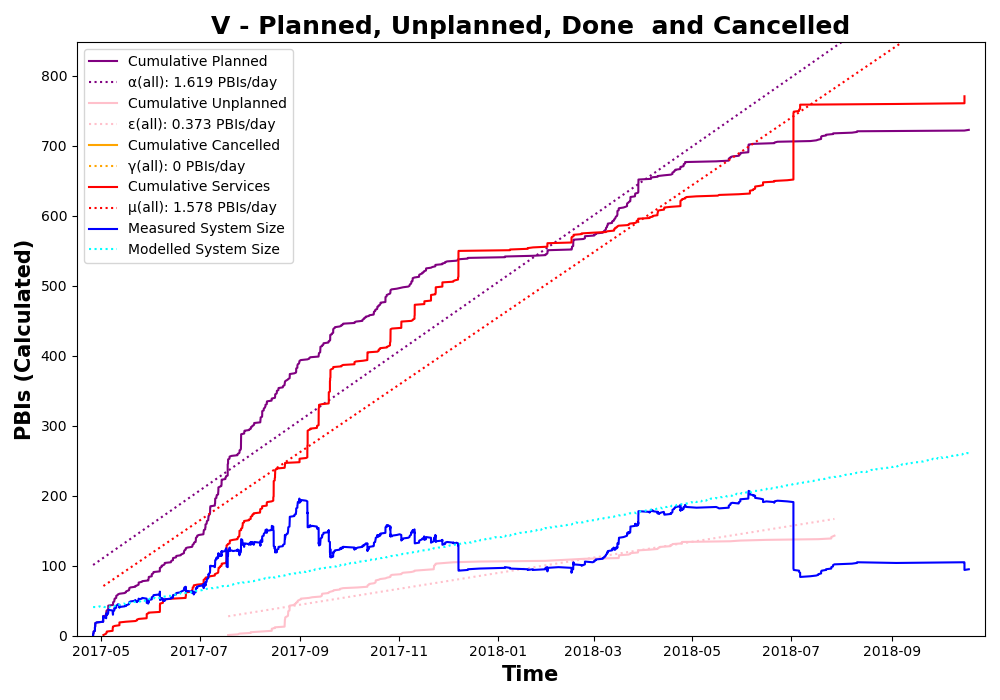 V - Planned, Unplanned, Done  and Cancelled
Cumulative Planned
α(all): 1.619 PBIs/day
Cumulative Unplanned
ε(all): 0.373 PBIs/day
Cumulative Cancelled
γ(all): 0 PBIs/day
Cumulative Services
μ(all): 1.578 PBIs/day
Measured System Size
Modelled System Size
PBIs (Calculated)
800
700
600
500
400
300
200
100
0
2017-05 2017-07 2017-09 2017-11 2018-01 2018-03 2018-05 2018-07 2018-09
Time